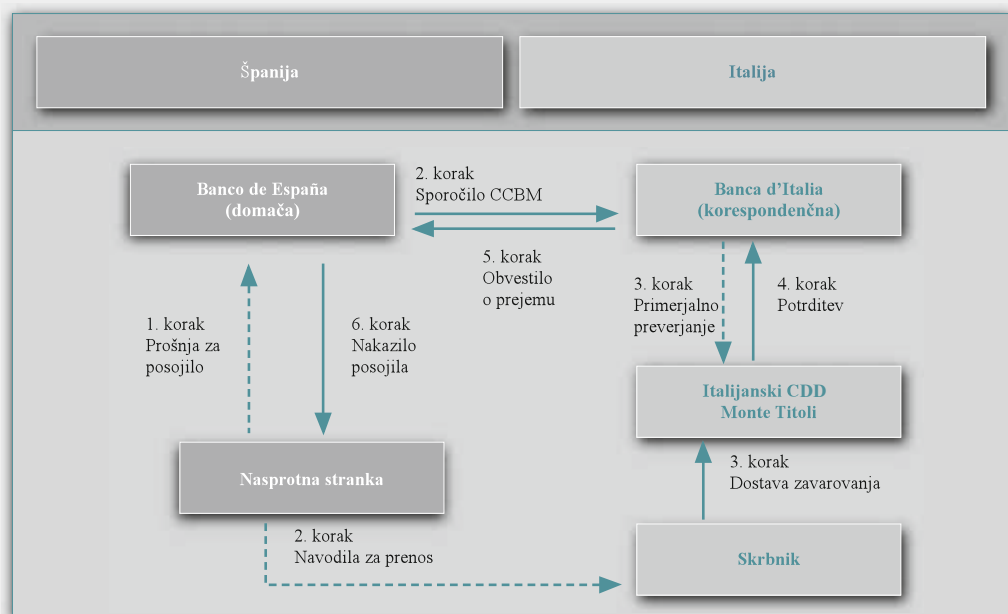 Španija
Italija
Banco de España
(domača)
2. korak
Sporočilo CCBM
Banca d’Italia
(korespondenčna)
5. korak
Obvestilo
o prejemu
3. korak
Primerjalno
preverjanje
4. korak
Potrditev
1. korak
Prošnja za
posojilo
6. korak
Nakazilo
posojila
Italijanski CDD
Monte Titoli
Nasprotna stranka
3. korak
Dostava zavarovanja
2. korak
Navodila za prenos
Skrbnik